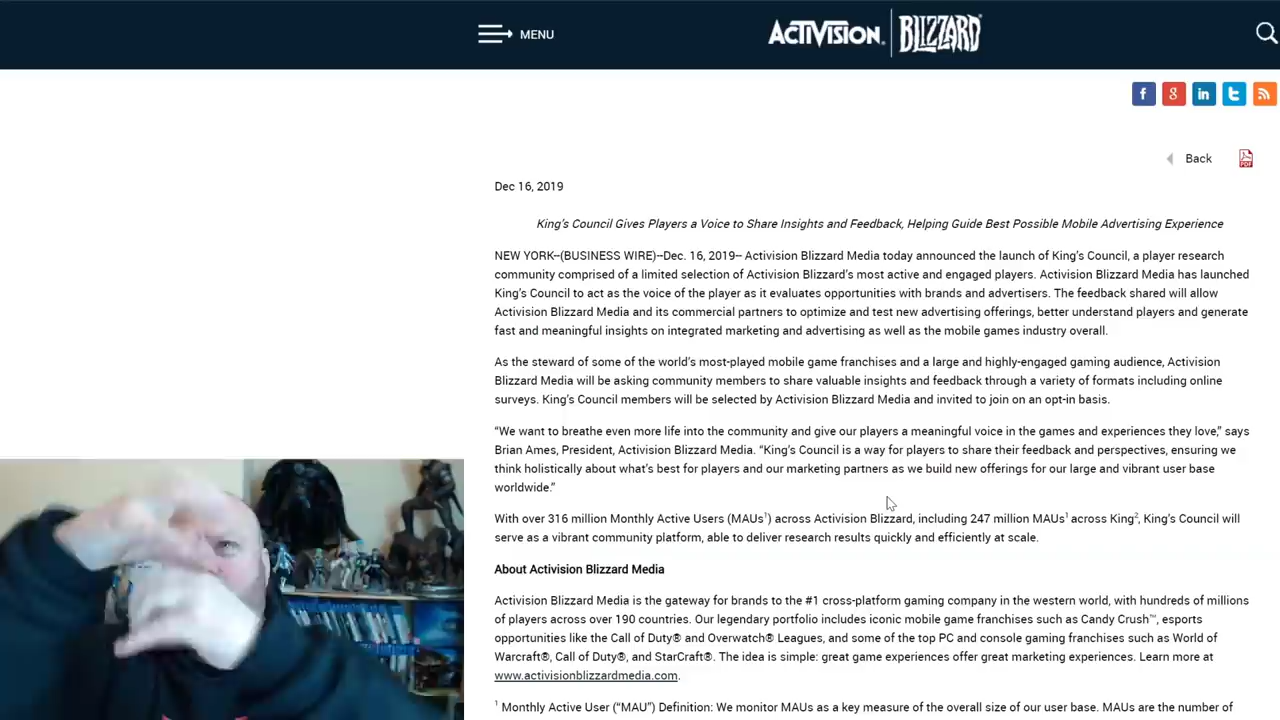 MENU
ACTIVISION. BLIZZARD
Back
Dec 16, 2019
King's Council Gives Players a Voice to Share Insights and Feedback, Helping Guide Best Possible Mobile Advertising Experience
NEW YORK--(BUSINESS WIRE)--Dec. 16, 2019-- Activision Blizzard Media today announced the launch of King's Council, a player research
community comprised of a limited selection of Activision Blizzard's most active and engaged players. Activision Blizzard Media has launched
King's Council to act as the voice of the player as it evaluates opportunities with brands and advertisers. The feedback shared will allow
Activision Blizzard Media and its commercial partners to optimize and test new advertising offerings, better understand players and generate
fast and meaningful insights on integrated marketing and advertising as well as the mobile games industry overall.
As the steward of some of the world's most-played mobile game franchises and a large and highly-engaged gaming audience, Activision
Blizzard Media will be asking community members to share valuable insights and feedback through a variety of formats including online
surveys. King's Council members will be selected by Activision Blizzard Media and invited to join on an opt-in basis.
“We want to breathe even more life into the community and give our players a meaningful voice in the games and experiences they love,” says
Brian Ames, President, Activision Blizzard Media. “King's Council is a way for players to share their feedback and perspectives, ensuring we
think holistically about what's best for players and our marketing partners as we build new offerings for our large and vibrant user base
worldwide.”
With over 316 million Monthly Active Users (MAUs¹) across Activision Blizzard, including 247 million MAUs¹ across King², King's Council will
serve as a vibrant community platform, able to deliver research results quickly and efficiently at scale.
About Activision Blizzard Media
Activision Blizzard Media is the gateway for brands to the #1 cross-platform gaming company in the western world, with hundreds of millions
of players across over 190 countries. Our legendary portfolio includes iconic mobile game franchises such as Candy Crush™, esports
opportunities like the Call of Duty® and Overwatch® Leagues, and some of the top PC and console gaming franchises such as World of
Warcraft®, Call of Duty®, and StarCraft®. The idea is simple: great game experiences offer great marketing experiences. Learn more at
www.activisionblizzardmedia.com.
¹ Monthly Active User (“MAU”) Definition: We monitor MAUs as a key measure of the overall size of our user base. MAUs are the number of